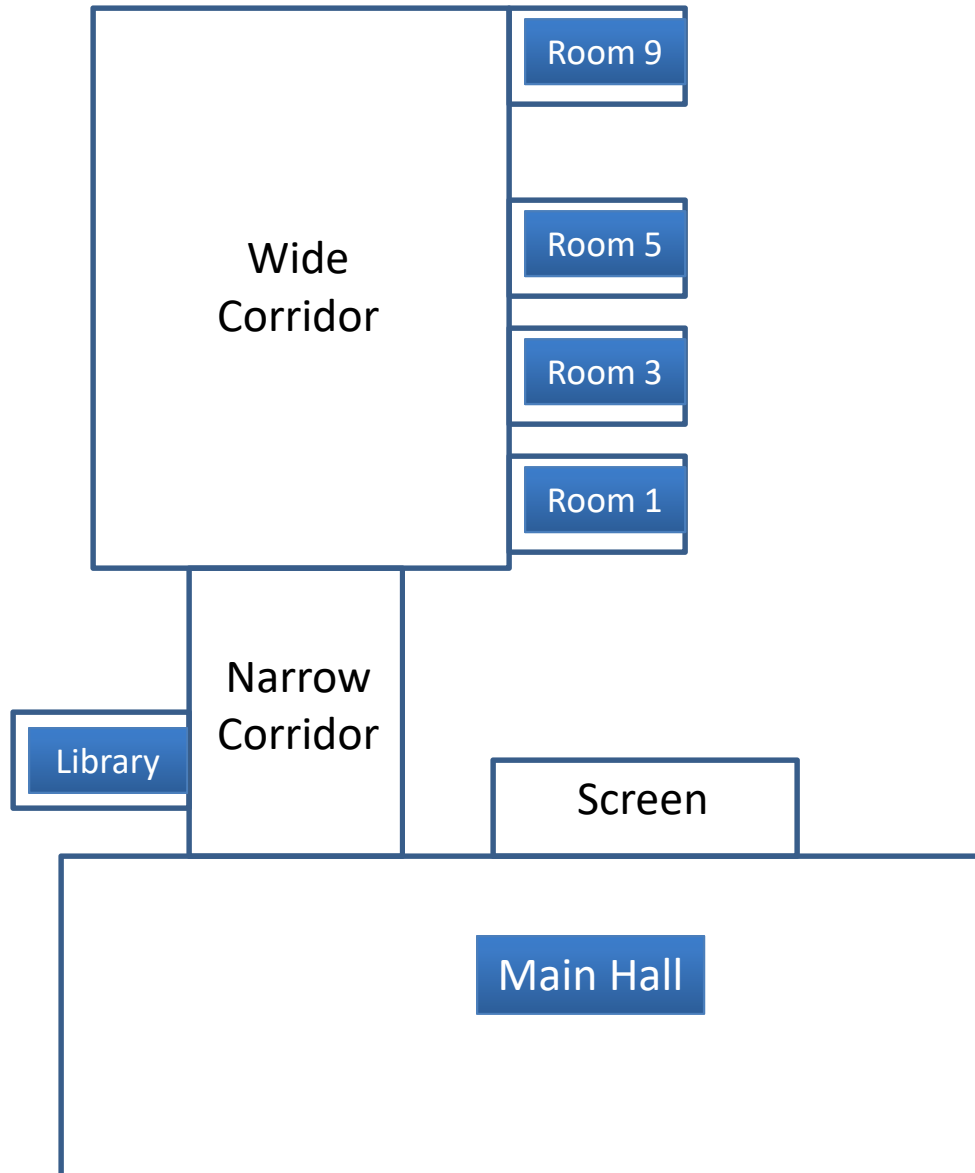 Room 9
Wide
Corridor
Room 5
Room 3
Room 1
Narrow
Corridor
Library
Screen
Main Hall